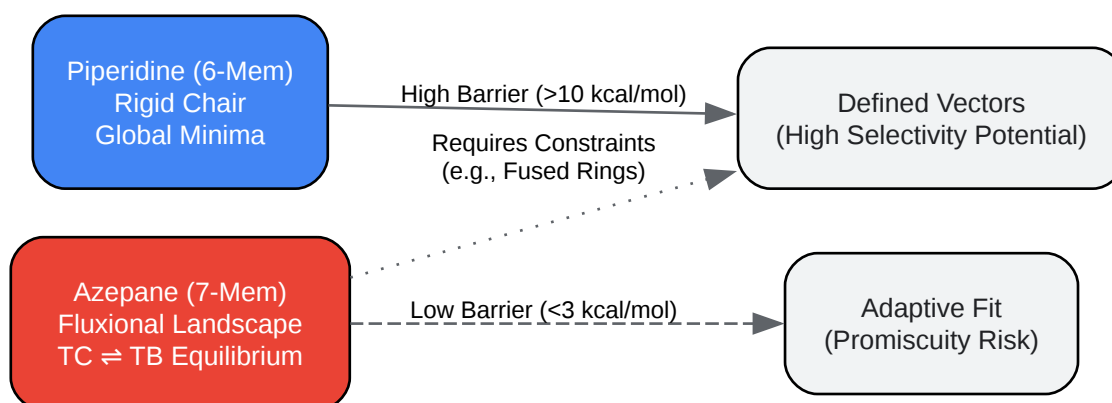 Piperidine (6-Mem)
Rigid Chair
Global Minima
High Barrier (>10 kcal/mol)
Defined Vectors
(High Selectivity Potential)
Requires Constraints
(e.g., Fused Rings)
Azepane (7-Mem)
Fluxional Landscape
TC ⇌ TB Equilibrium
Low Barrier (<3 kcal/mol)
Adaptive Fit
(Promiscuity Risk)